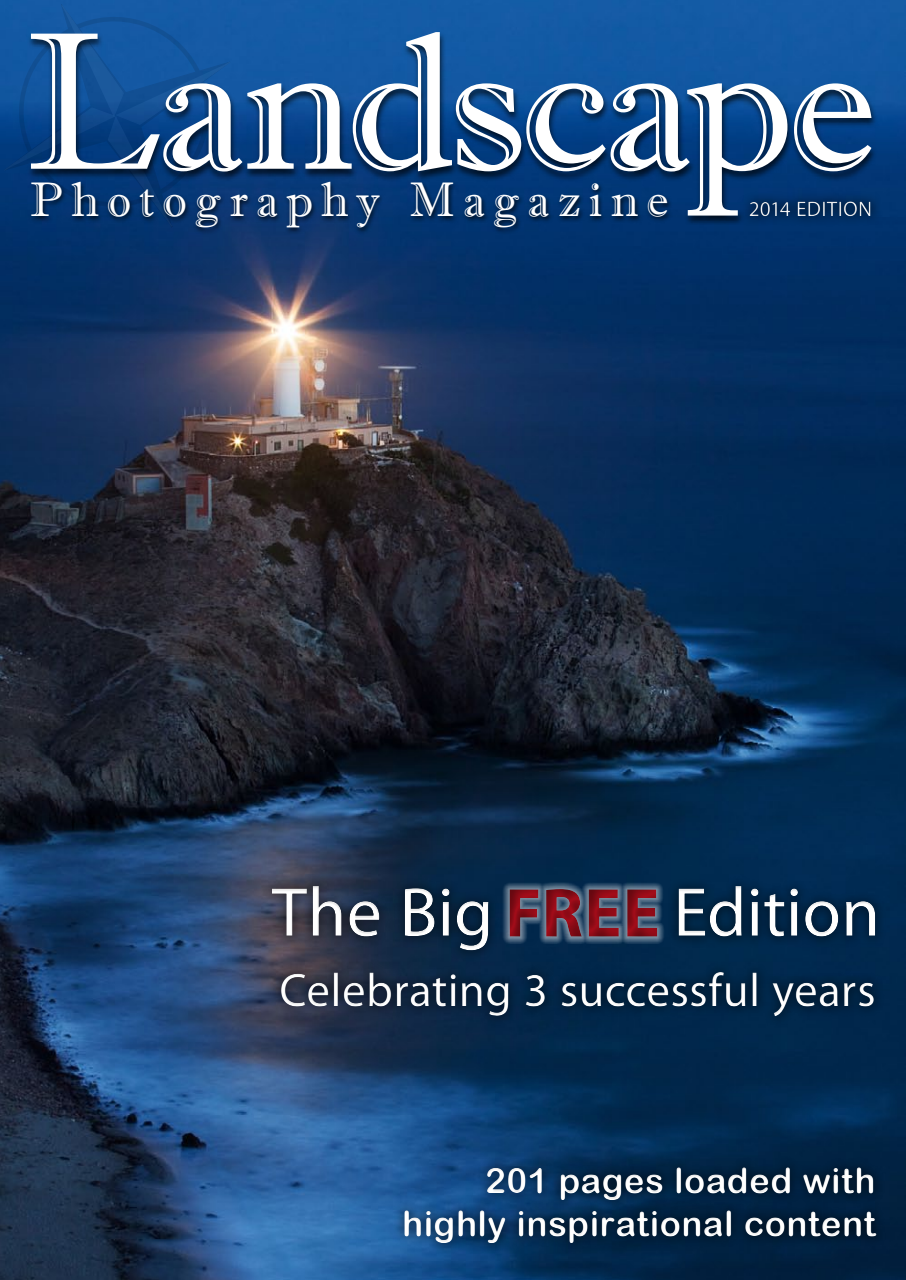 Landscape
Photography Magazine 2014 EDITION
The Big FREE Edition
Celebrating 3 successful years
201 pages loaded with
highly inspirational content